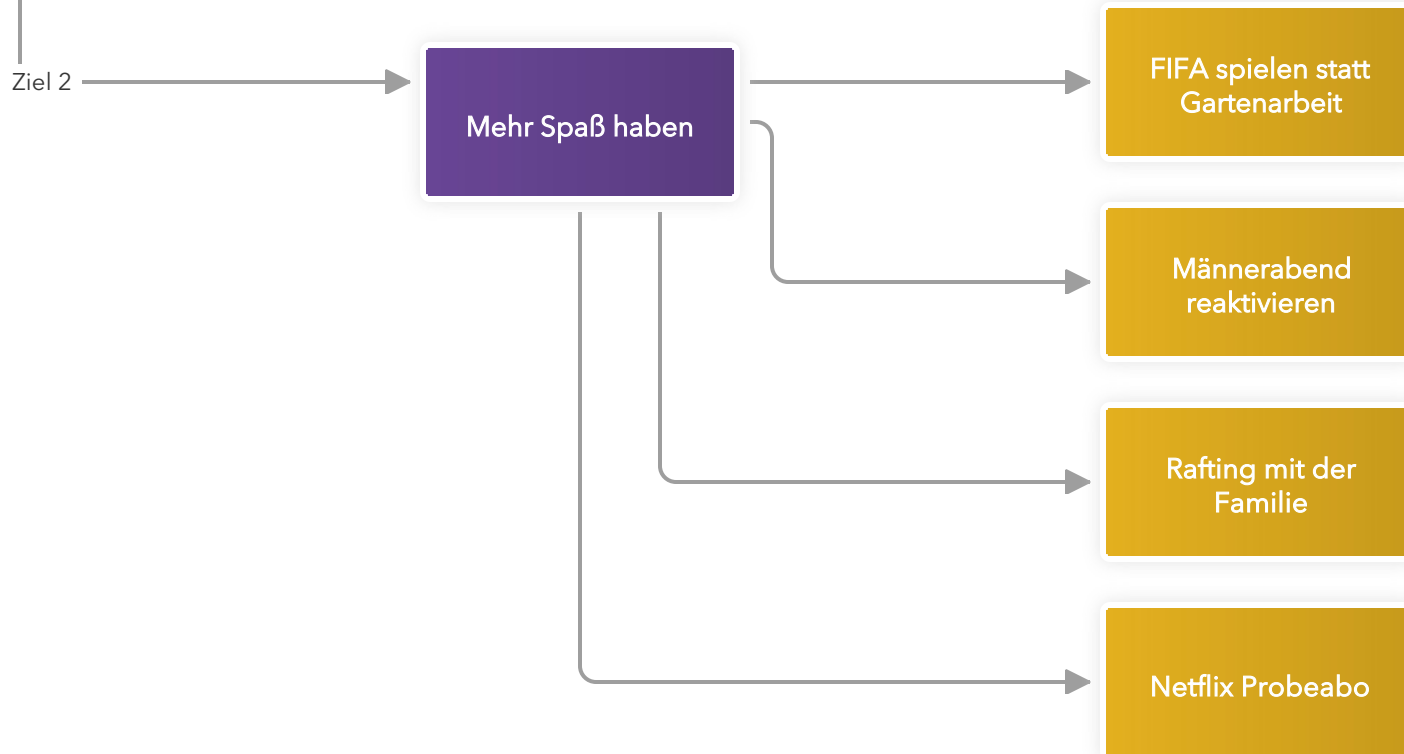 Ziel 2
Mehr Spaß haben
FIFA spielen statt
Gartenarbeit
Männerabend
reaktivieren
Rafting mit der
Familie
Netflix Probeabo